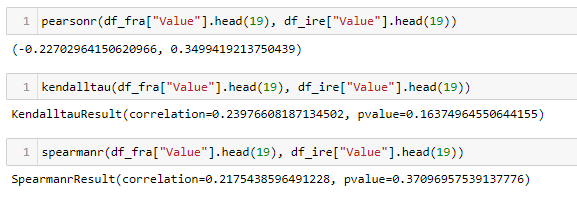 1 pearsonr(df_fra["Value"].head(19), df_ire["Value"].head(19))
(-0.22702964150620966, 0.3499419213750439)
1 kendalltau(df_fra["Value"].head(19), df_ire["Value"].head(19))
KendalltauResult(correlation=0.23976608187134502, pvalue=0.16374964550644155)
1 spearmanr(df_fra["Value"].head(19), df_ire["Value"].head(19))
SpearmanrResult(correlation=0.2175438596491228, pvalue=0.37096957539137776)